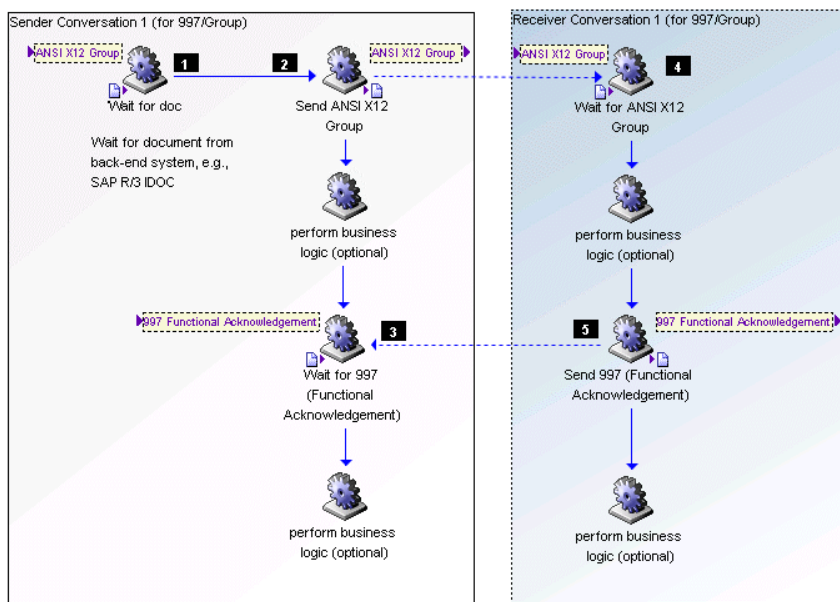 Sender Conversation 1 (for 997/Group)
ANSI X12 Group
1
2
ANSI X12 Group
Wait for doc
Send ANSI X12
Group
Wait for document from
back-end system, e.g.,
SAP R/3 IDOC
perform business
logic (optional)
997 Functional Acknowledgement
3
Wait for 997
(Functional
Acknowledgement)
perform business
logic (optional)
Receiver Conversation 1 (for 997/Group)
ANSI X12 Group
4
Wait for ANSI X12
Group
perform business
logic (optional)
5
997 Functional Acknowledgement
Send 997 (Functional
Acknowledgement)
perform business
logic (optional)